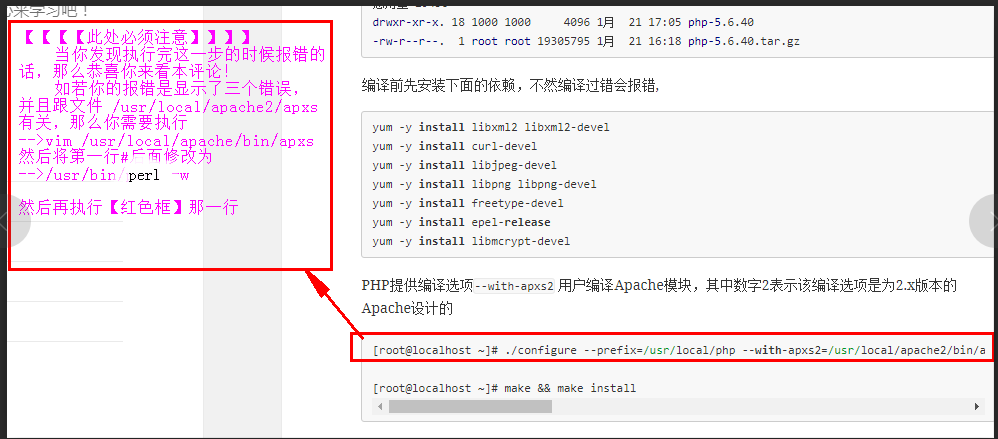 心来学习吧！
【【【【此处必须注意】】】】
当你发现执行完这一步的时候报错的
话，那么恭喜你来看本评论！
如若你的报错是显示了三个错误，
并且跟文件 /usr/local/apache2/apxs
有关，那么你需要执行
-->vim /usr/local/apache/bin/apxs
然后将第一行#后面修改为
-->/usr/bin/perl -w
然后再执行【红色框】那一行
drwxr-xr-x. 18 1000 1000 4096 1月 21 17:05 php-5.6.40
-rw-r--r--. 1 root root 19305795 1月 21 16:18 php-5.6.40.tar.gz
编译前先安装下面的依赖，不然编译过错会报错,
yum -y install libxml2 libxml2-devel
yum -y install curl-devel
yum -y install libjpeg-devel
yum -y install libpng libpng-devel
yum -y install freetype-devel
yum -y install epel-release
yum -y install libmcrypt-devel
PHP提供编译选项--with-apxs2 用户编译Apache模块，其中数字2表示该编译选项是为2.x版本的
Apache设计的
[root@localhost ~]# ./configure --prefix=/usr/local/php --with-apxs2=/usr/local/apache2/bin/a
[root@localhost ~]# make && make install